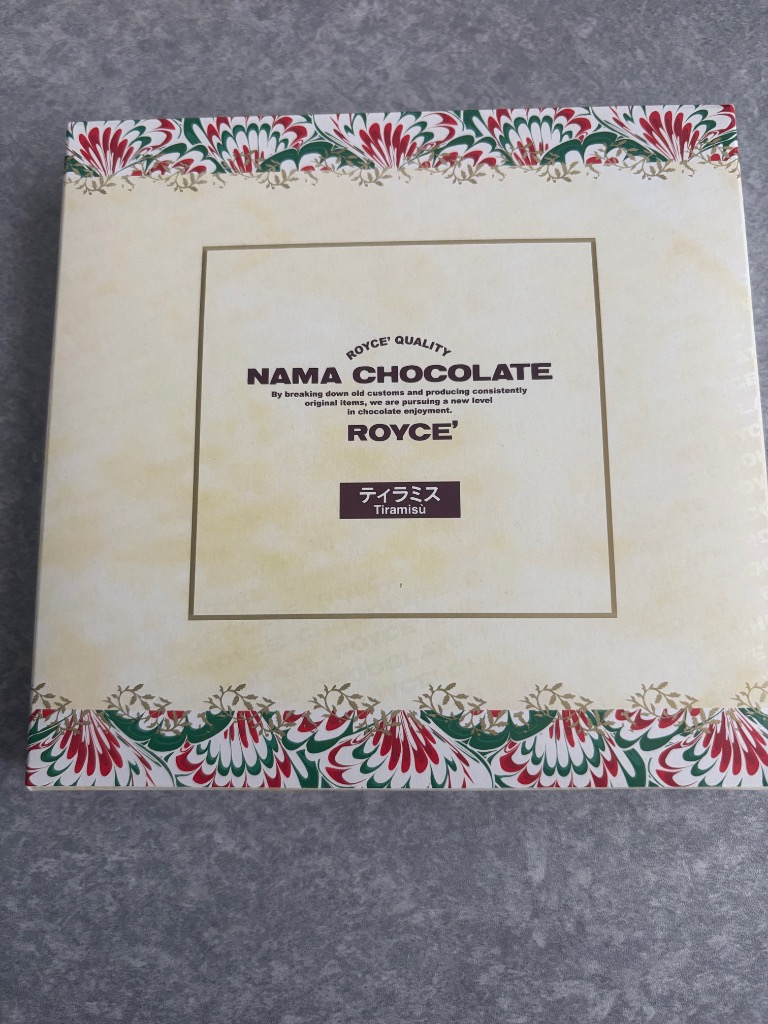 ROYCE' QUALITY
NAMA CHOCOLATE
By breaking down old customs and producing consistently
original items, we are pursuing a new level
in chocolate enjoyment.
ROYCE'
ティラミス
Tiramisù